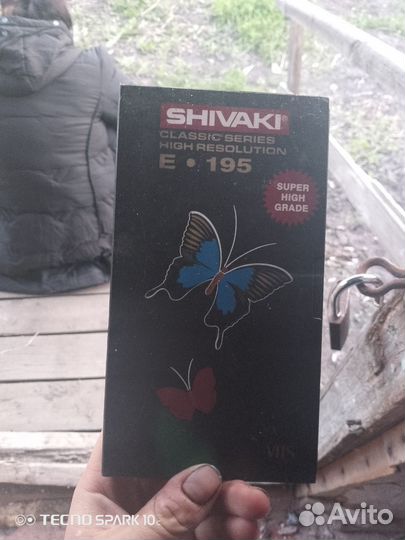 SHIVAKI®
CLASSIC SERIES
HIGH RESOLUTION
E • 195
SUPER
HIGH
GRADE
VHS
TECNO SPARK 10
Avito